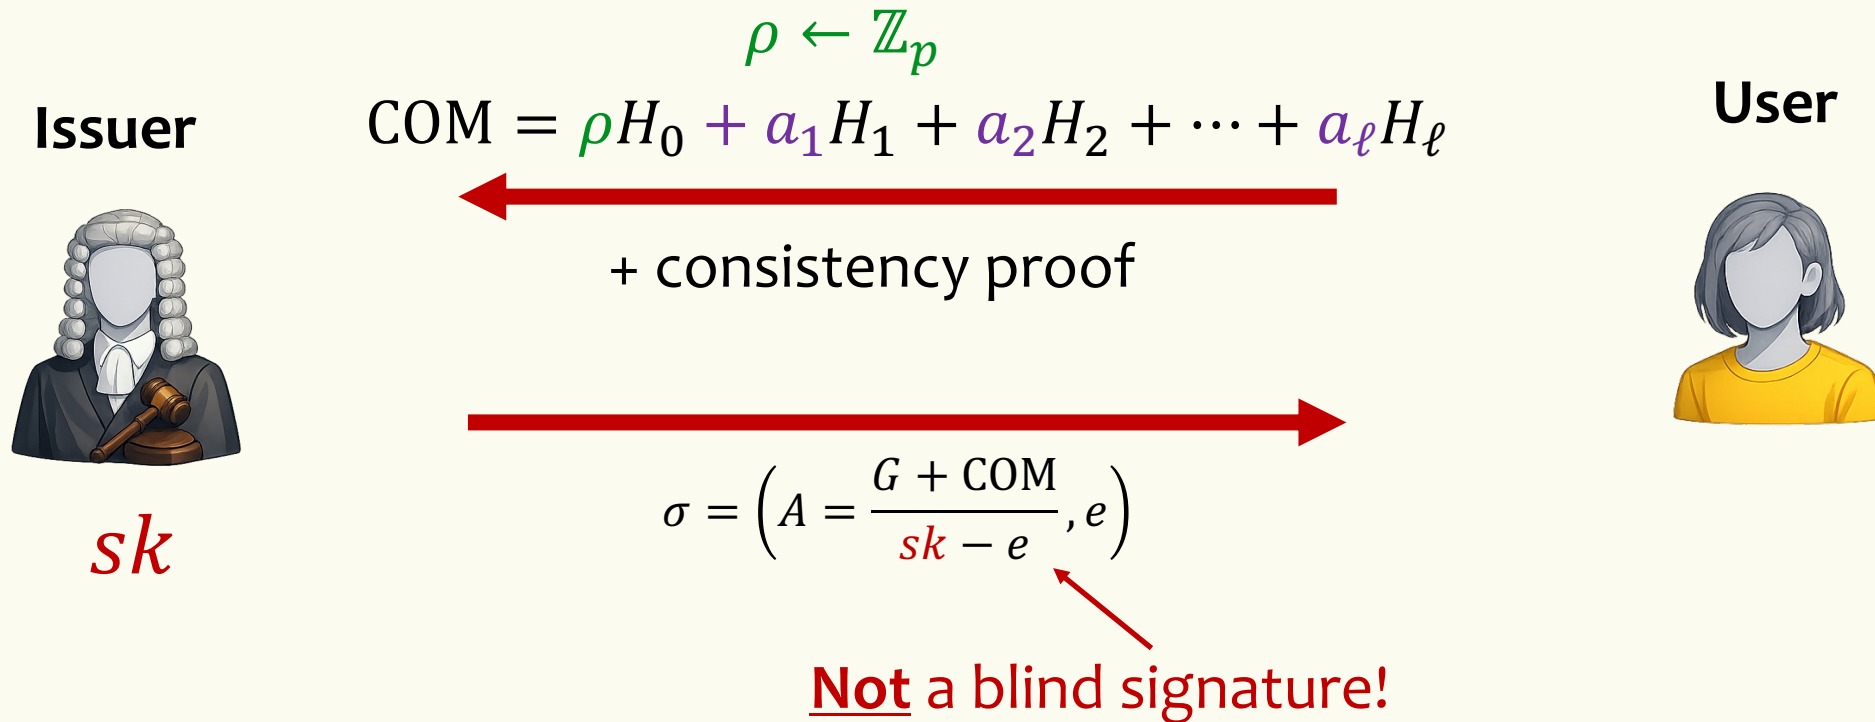 ρ ← ℤ_p
Issuer
COM = ρH_0 + a_1H_1 + a_2H_2 + ⋯ + a_ℓH_ℓ
User
+ consistency proof
σ = (A = (G + COM)/(sk − e), e)
sk
Not a blind signature!